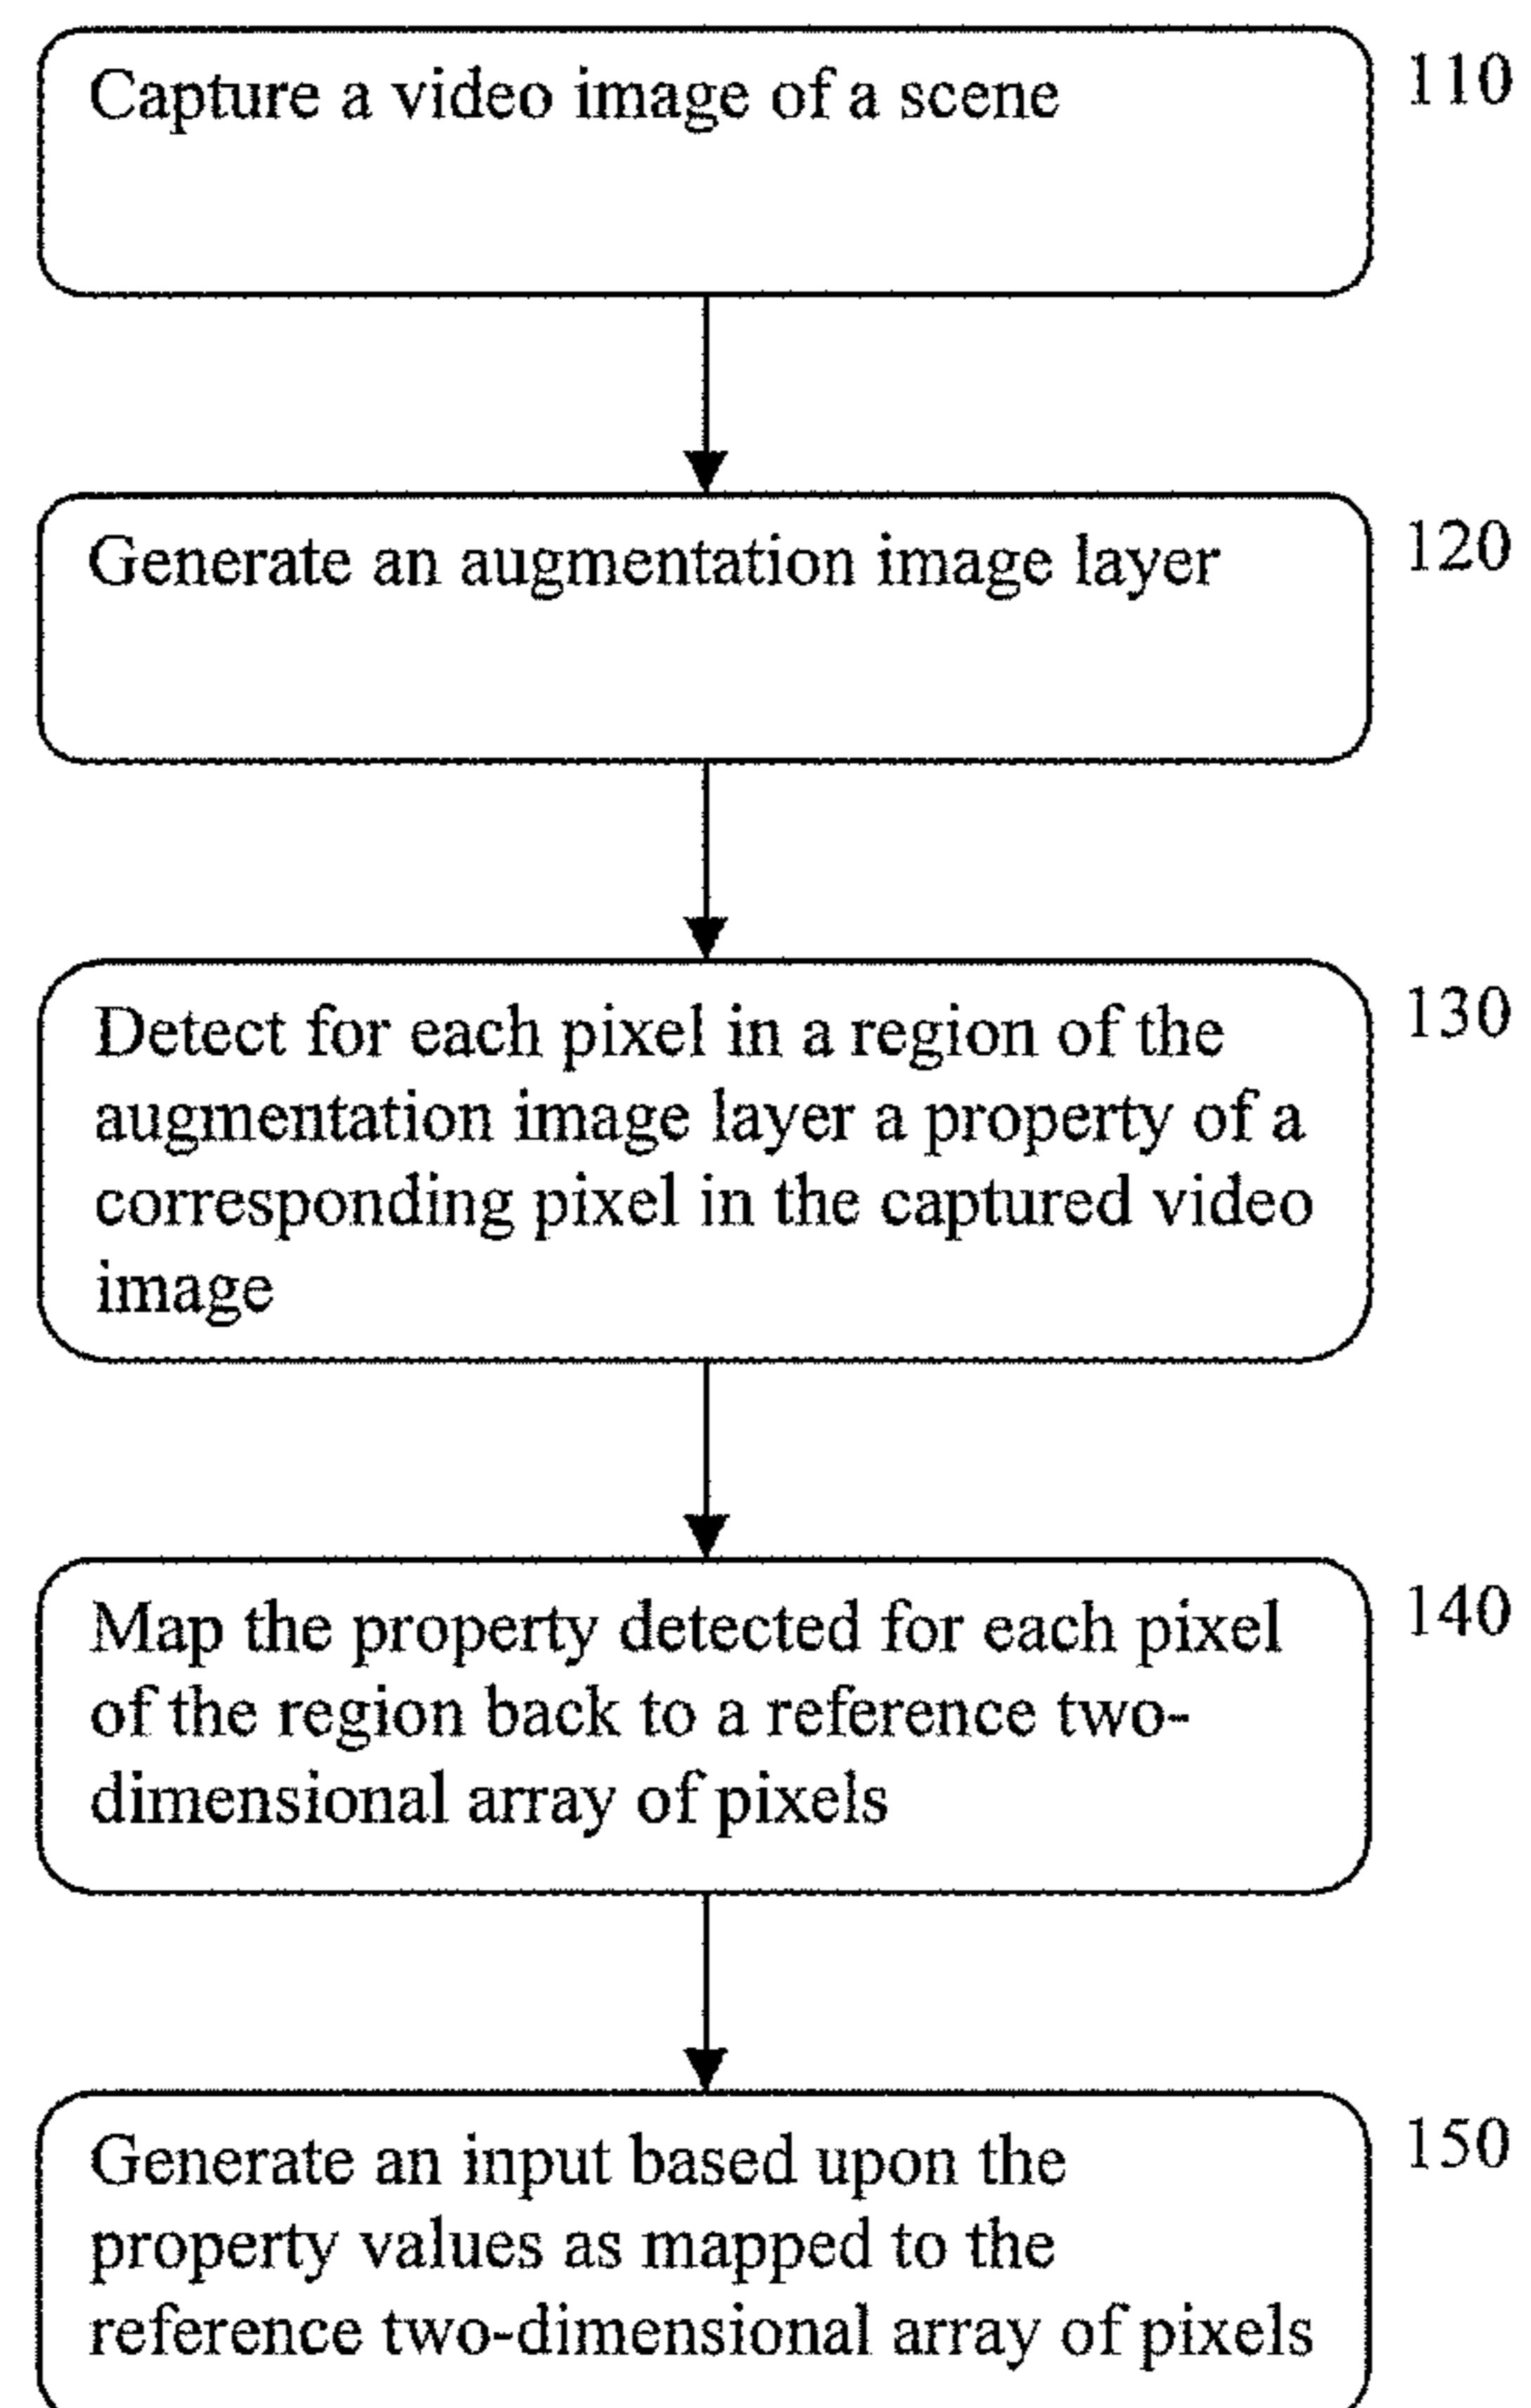 Capture a video image of a scene
110
Generate an augmentation image layer
120
Detect for each pixel in a region of the
augmentation image layer a property of a
corresponding pixel in the captured video
image
130
Map the property detected for each pixel
of the region back to a reference two-
dimensional array of pixels
140
Generate an input based upon the
property values as mapped to the
reference two-dimensional array of pixels
150